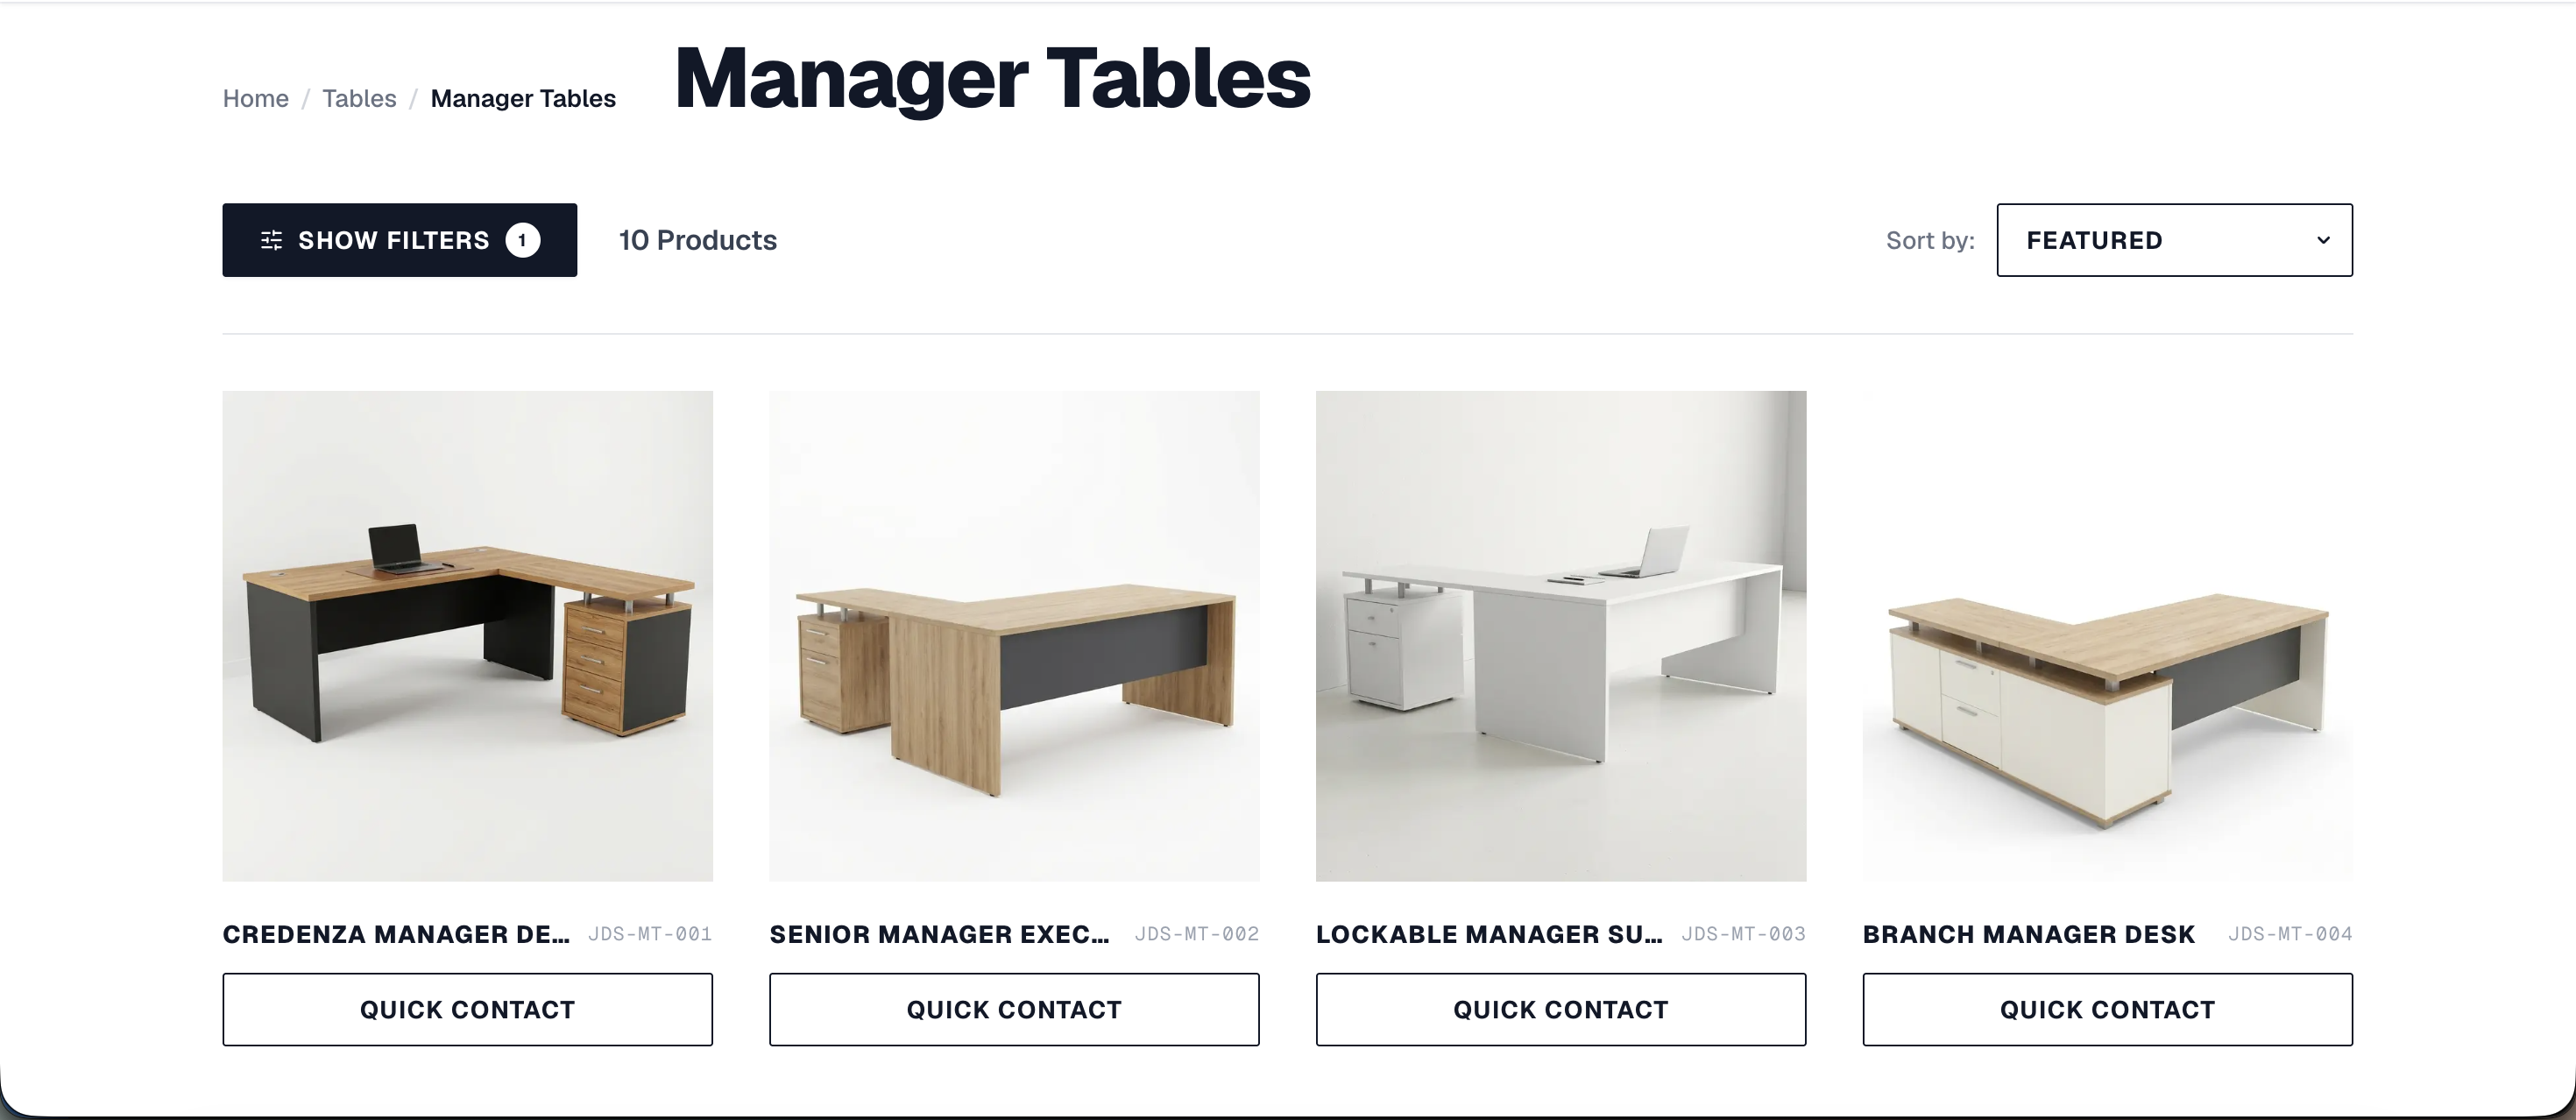 Home / Tables / Manager Tables
Manager Tables
SHOW FILTERS 1
10 Products
Sort by: FEATURED
CREDENZA MANAGER DE... JDS-MT-001
SENIOR MANAGER EXEC... JDS-MT-002
LOCKABLE MANAGER SU... JDS-MT-003
BRANCH MANAGER DESK JDS-MT-004
QUICK CONTACT
QUICK CONTACT
QUICK CONTACT
QUICK CONTACT